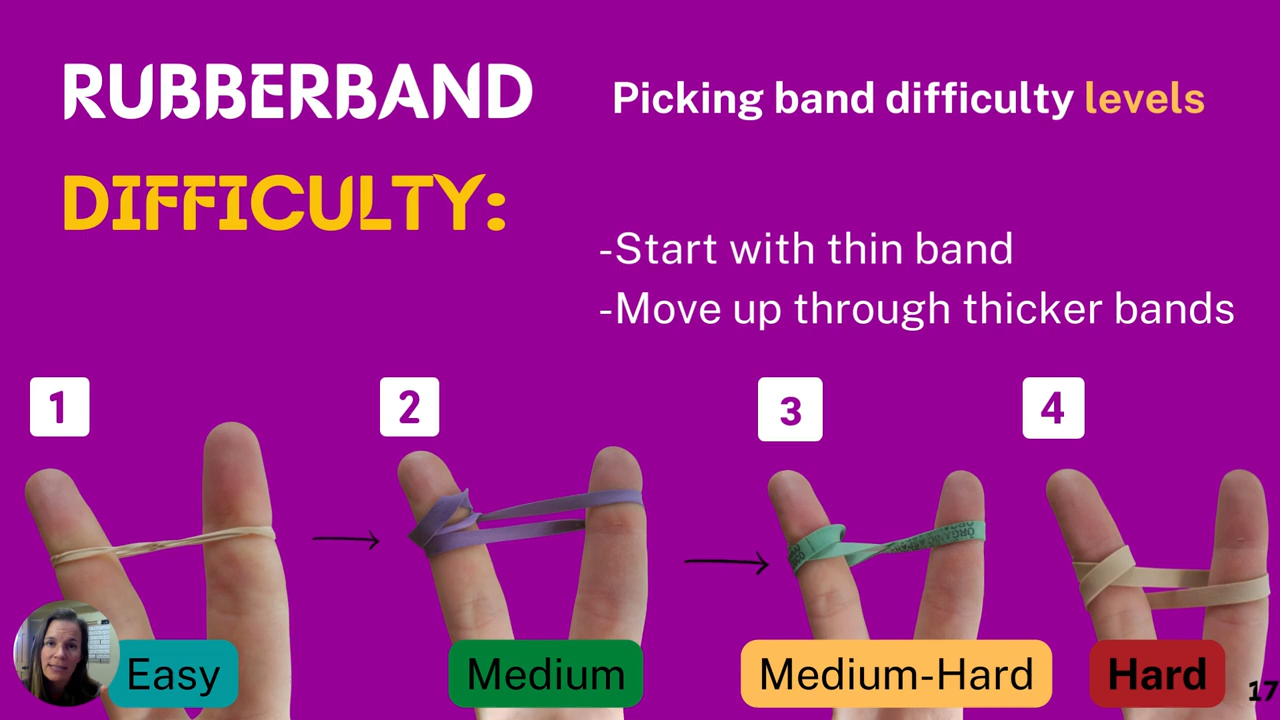 RUBBERBAND
DIFFICULTY:
Picking band difficulty levels
-Start with thin band
-Move up through thicker bands
1
2
3
4
ORGANIC
Easy
Medium
Medium-Hard
Hard
17